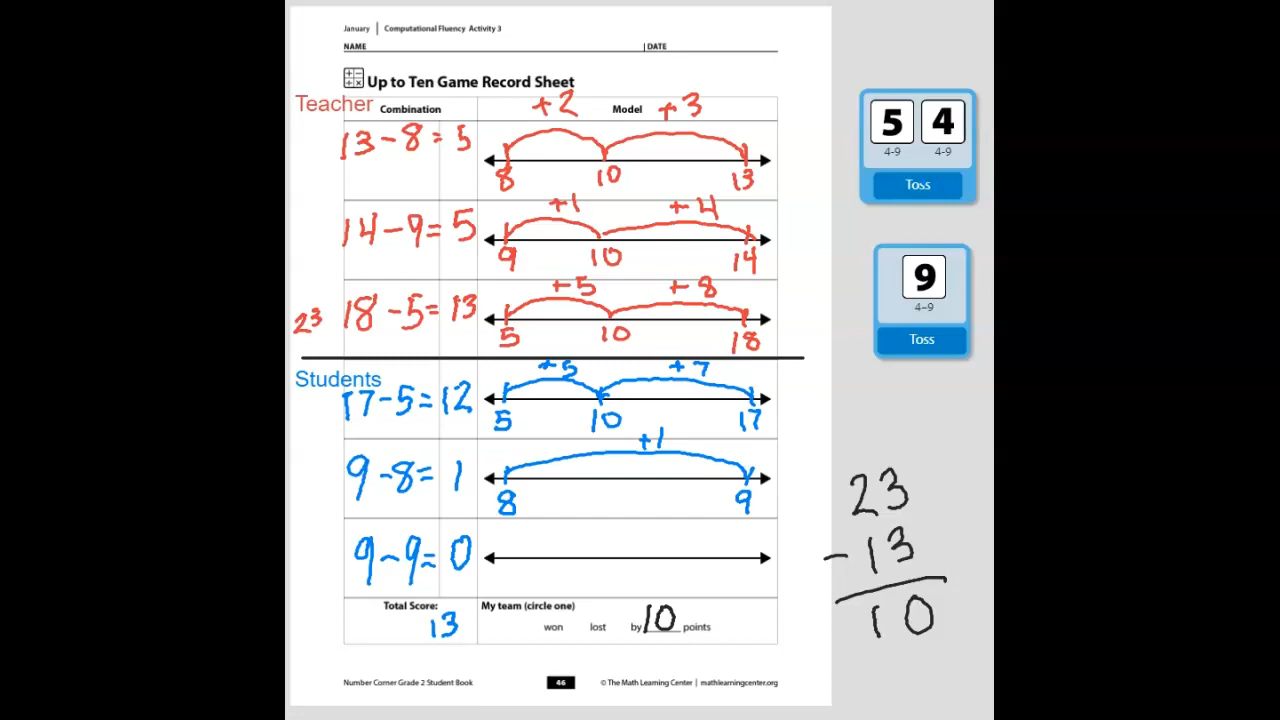 January | Computational Fluency Activity 3
NAME | DATE
Up to Ten Game Record Sheet
Teacher Combination Model
+2 +3
13 - 8 = 5
8 10 13
+1 +4
14 - 9 = 5
9 10 14
+5 +8
23 18 - 5 = 13
5 10 18
Students
+5 +7
17 - 5 = 12
5 10 17
+1
9 - 8 = 1
8 9
9 - 9 = 0
Total Score: My team (circle one)
13 won lost by 10 points
Number Corner Grade 2 Student Book 46 © The Math Learning Center | mathlearningcenter.org
5 4
4-9 4-9
Toss
9
4–9
Toss
23
- 13
10